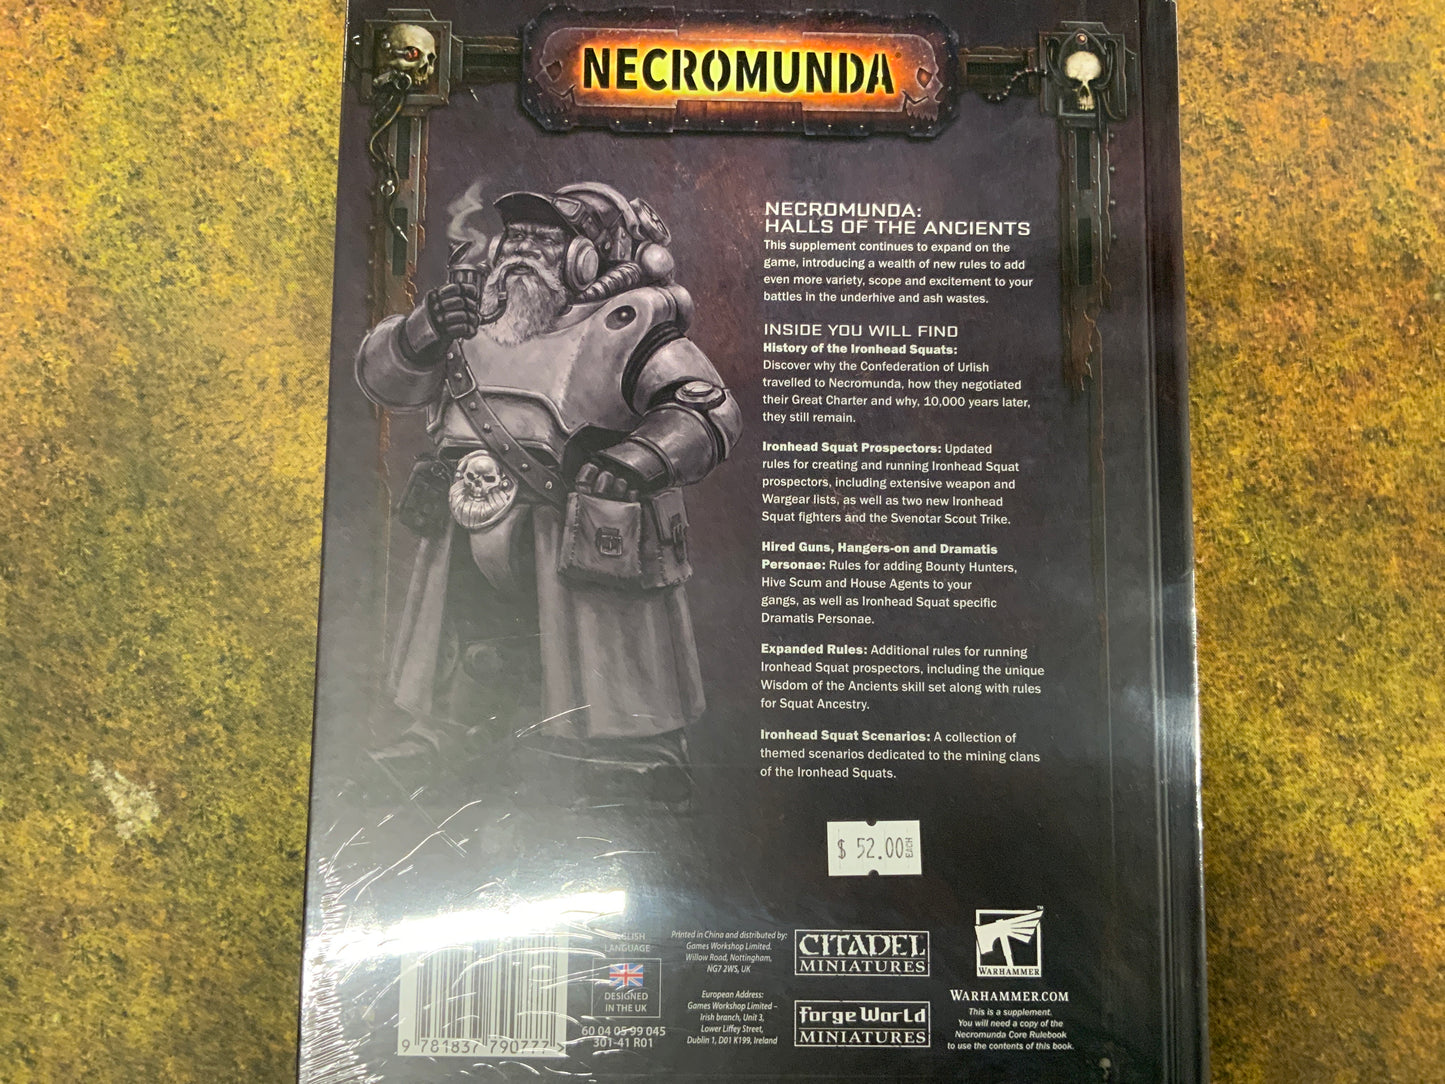 NECROMUNDA
NECROMUNDA:
HALLS OF THE ANCIENTS
This supplement continues to expand on the
game, introducing a wealth of new rules to add
even more variety, scope and excitement to your
battles in the underhive and ash wastes.
INSIDE YOU WILL FIND
History of the Ironhead Squats:
Discover why the Confederation of Urlish
travelled to Necromunda, how they negotiated
their Great Charter and why, 10,000 years later,
they still remain.
Ironhead Squat Prospectors: Updated
rules for creating and running Ironhead Squat
prospectors, including extensive weapon and
Wargear lists, as well as two new Ironhead
Squat fighters and the Svenotar Scout Trike.
Hired Guns, Hangers-on and Dramatis
Personae: Rules for adding Bounty Hunters,
Hive Scum and House Agents to your
gangs, as well as Ironhead Squat specific
Dramatis Personae.
Expanded Rules: Additional rules for running
Ironhead Squat prospectors, including the unique
Wisdom of the Ancients skill set along with rules
for Squat Ancestry.
Ironhead Squat Scenarios: A collection of
themed scenarios dedicated to the mining clans
of the Ironhead Squats.
$ 52.00 EACH
ENGLISH
LANGUAGE
DESIGNED
IN THE UK
60 04 05 99 045
301-41 R01
9 781837 790777 >
Printed in China and distributed by:
Games Workshop Limited.
Willow Road, Nottingham,
NG7 2WS, UK
European Address:
Games Workshop Limited –
Irish branch, Unit 3,
Lower Liffey Street,
Dublin 1, D01 K199, Ireland
CITADEL
MINIATURES
Forge World
MINIATURES
™
WARHAMMER
WARHAMMER.COM
This is a supplement.
You will need a copy of the
Necromunda Core Rulebook
to use the contents of this book.